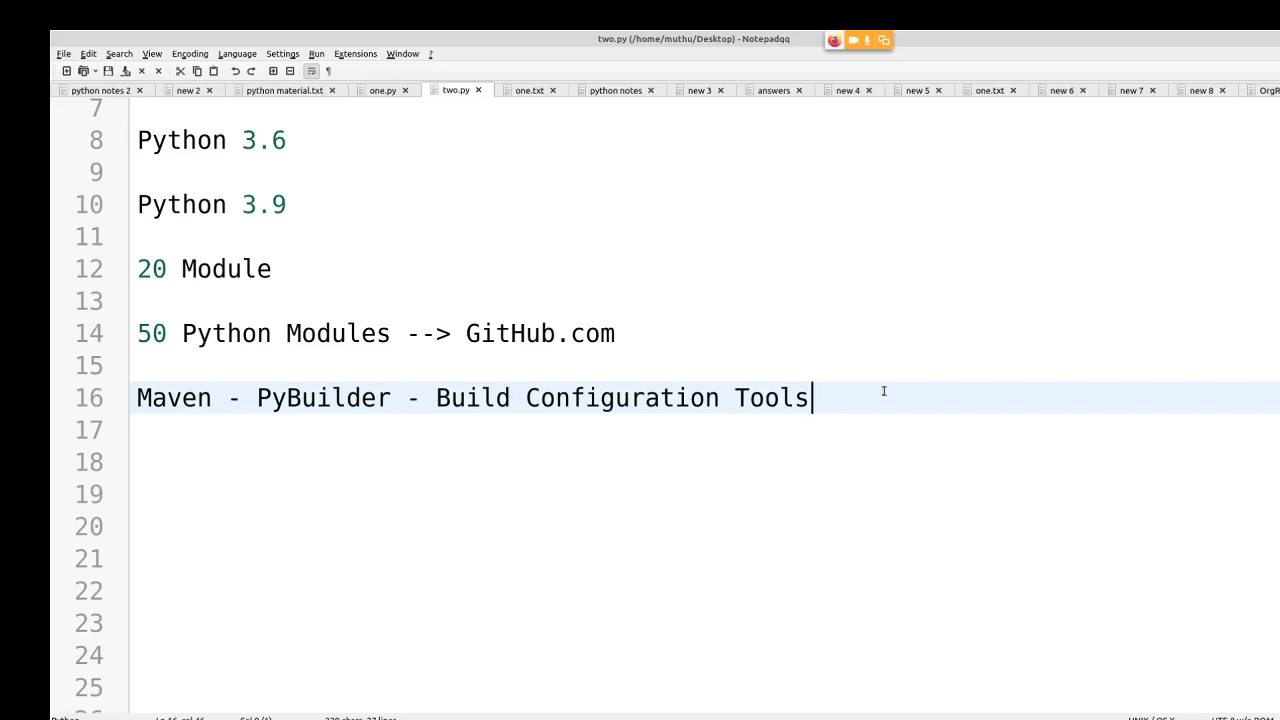 two.py (/home/muthu/Desktop) - Notepadqq
File Edit Search View Encoding Language Settings Run Extensions Window ?
python notes 2 new 2 python material.txt one.py two.py one.txt python notes new 3 answers new 4 new 5 one.txt new 6 new 7 new 8 OrgR
7
8 Python 3.6
9
10 Python 3.9
11
12 20 Module
13
14 50 Python Modules --> GitHub.com
15
16 Maven - PyBuilder - Build Configuration Tools
17
18
19
20
21
22
23
24
25